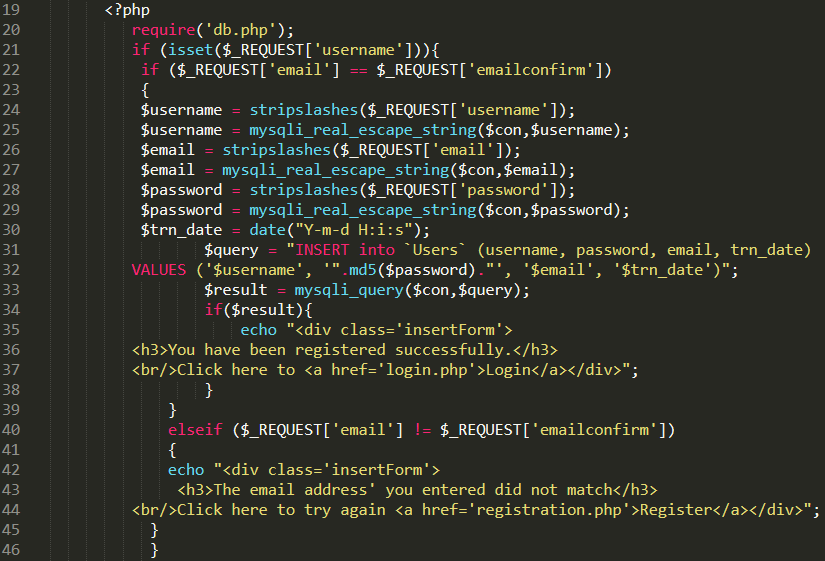 19 <?php
20 require('db.php');
21 if (isset($_REQUEST['username'])){
22 if ($_REQUEST['email'] == $_REQUEST['emailconfirm'])
23 {
24 $username = stripslashes($_REQUEST['username']);
25 $username = mysqli_real_escape_string($con,$username);
26 $email = stripslashes($_REQUEST['email']);
27 $email = mysqli_real_escape_string($con,$email);
28 $password = stripslashes($_REQUEST['password']);
29 $password = mysqli_real_escape_string($con,$password);
30 $trn_date = date("Y-m-d H:i:s");
31 $query = "INSERT into `Users` (username, password, email, trn_date)
32 VALUES ('$username', '".md5($password)."', '$email', '$trn_date')";
33 $result = mysqli_query($con,$query);
34 if($result){
35 echo "<div class='insertForm'>
36 <h3>You have been registered successfully.</h3>
37 <br/>Click here to <a href='login.php'>Login</a></div>";
38 }
39 }
40 elseif ($_REQUEST['email'] != $_REQUEST['emailconfirm'])
41 {
42 echo "<div class='insertForm'>
43 <h3>The email address' you entered did not match</h3>
44 <br/>Click here to try again <a href='registration.php'>Register</a></div>";
45 }
46 }